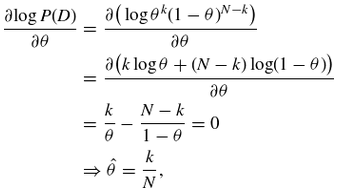 ∂log P(D)/∂θ = ∂(log θ^k(1 − θ)^{N−k})/∂θ
= ∂(k log θ + (N − k) log(1 − θ))/∂θ
= k/θ − (N − k)/(1 − θ) = 0
⇒ θ̂ = k/N,